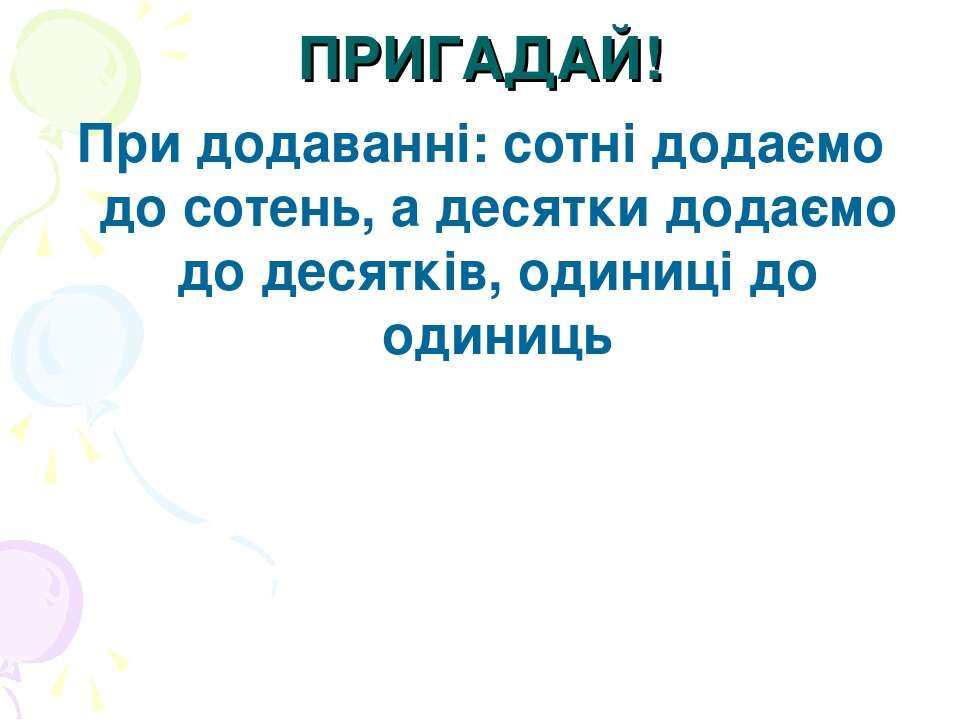 ПРИГАДАЙ!
При додаванні: сотні додаємо
до сотень, а десятки додаємо
до десятків, одиниці до
одиниць